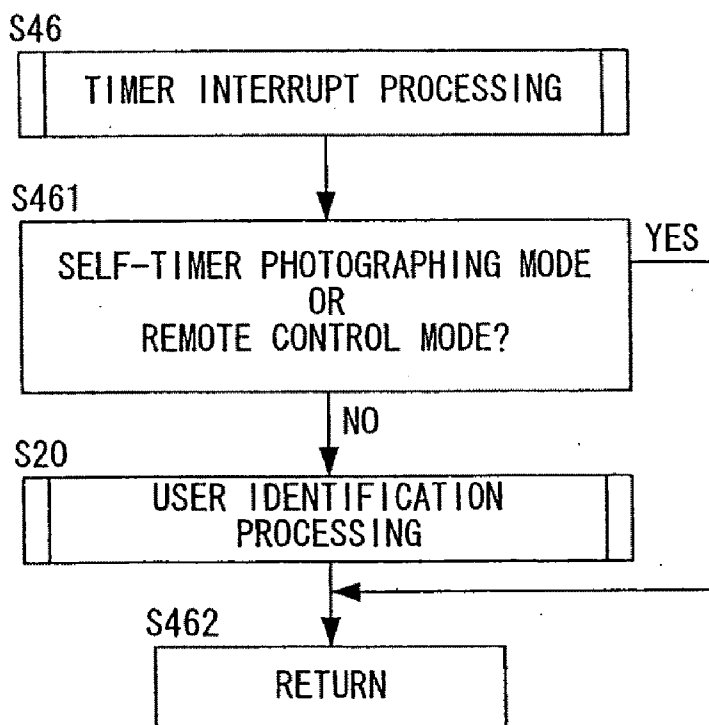 S46
TIMER INTERRUPT PROCESSING
S461
SELF-TIMER PHOTOGRAPHING MODE
OR
REMOTE CONTROL MODE?
YES
NO
S20
USER IDENTIFICATION
PROCESSING
S462
RETURN